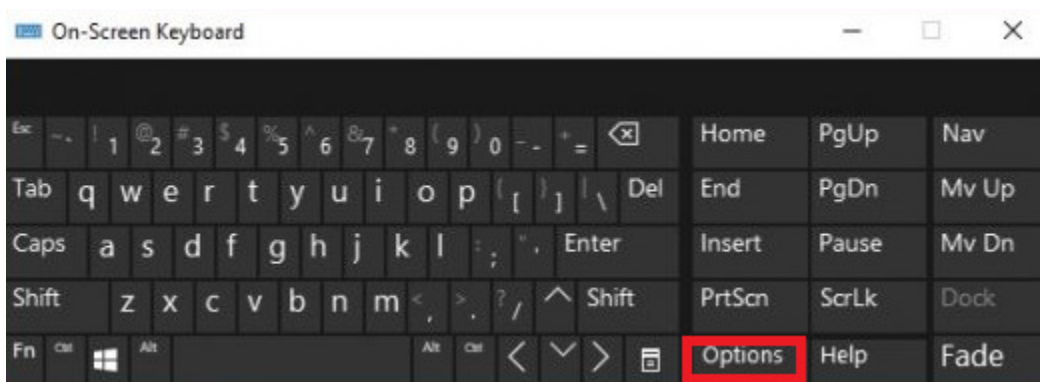 On-Screen Keyboard
Esc ~ ` ! 1 @ 2 # 3 $ 4 % 5 ^ 6 & 7 * 8 ( 9 ) 0 _ - + = Home PgUp Nav
Tab q w e r t y u i o p { [ } ] | \ Del End PgDn Mv Up
Caps a s d f g h j k l : ; " ' Enter Insert Pause Mv Dn
Shift z x c v b n m < , > . ? / Shift PrtScn ScrLk Dock
Fn Ctrl Alt Alt Ctrl Options Help Fade